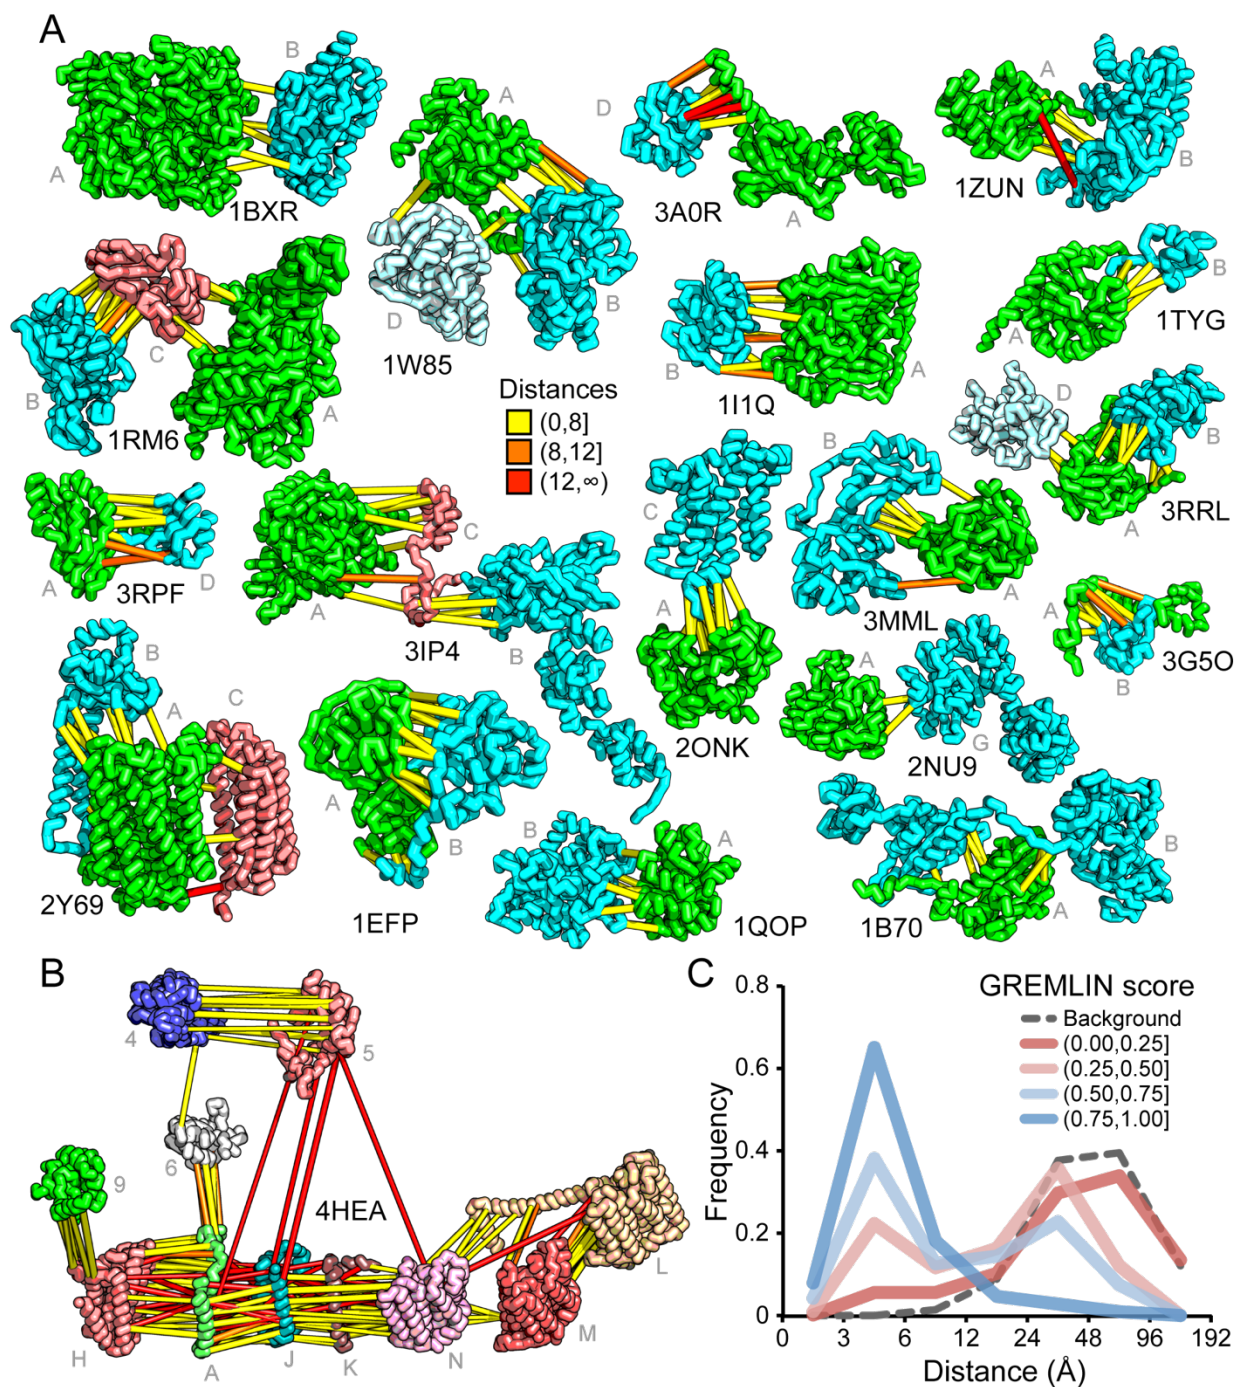 A
B
A
1BXR
A
D
B
1W85
D
A
3A0R
A
B
1ZUN
B
C
A
1RM6
B
A
1I1Q
A
B
1TYG
Distances
(0,8]
(8,12]
(12,∞)
D
B
A
3RRL
A
D
3RPF
C
A
B
3IP4
C
A
2ONK
B
A
3MML
A
B
3G5O
B
A
C
2Y69
A
B
1EFP
B
A
1QOP
A
G
2NU9
B
A
1B70
B
4
5
6
9
4HEA
H
A
J
K
N
M
L
C
GREMLIN score
Background
(0.00,0.25]
(0.25,0.50]
(0.50,0.75]
(0.75,1.00]
Frequency
0.8
0.6
0.4
0.2
0
0 3 6 12 24 48 96 192
Distance (Å)